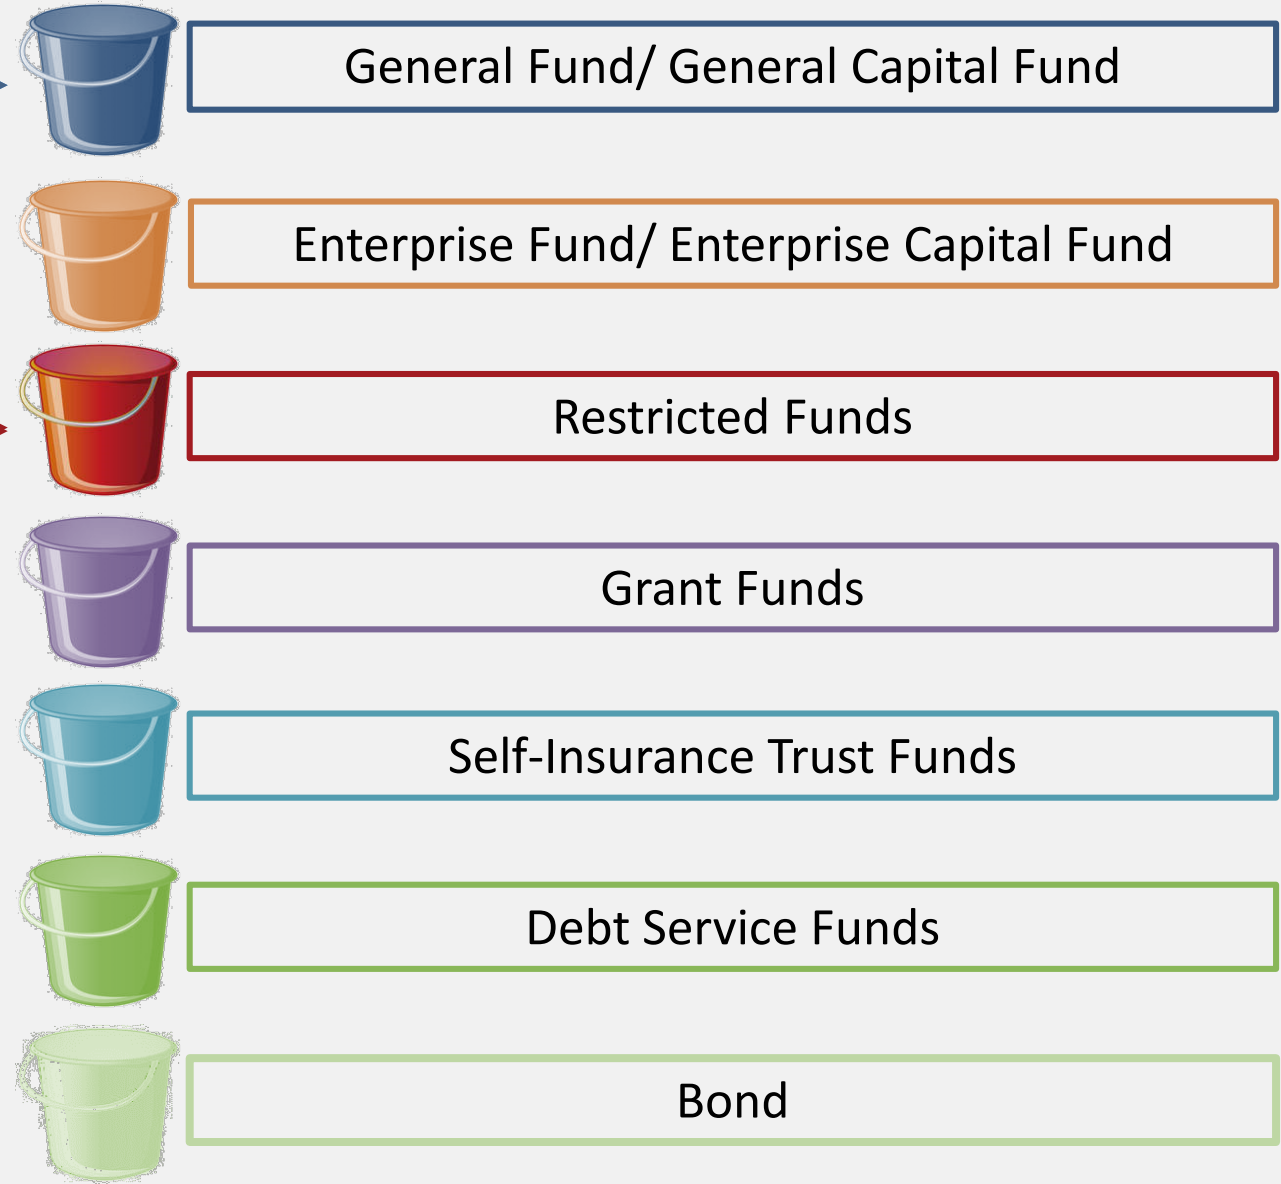 General Fund/ General Capital Fund
Enterprise Fund/ Enterprise Capital Fund
Restricted Funds
Grant Funds
Self-Insurance Trust Funds
Debt Service Funds
Bond